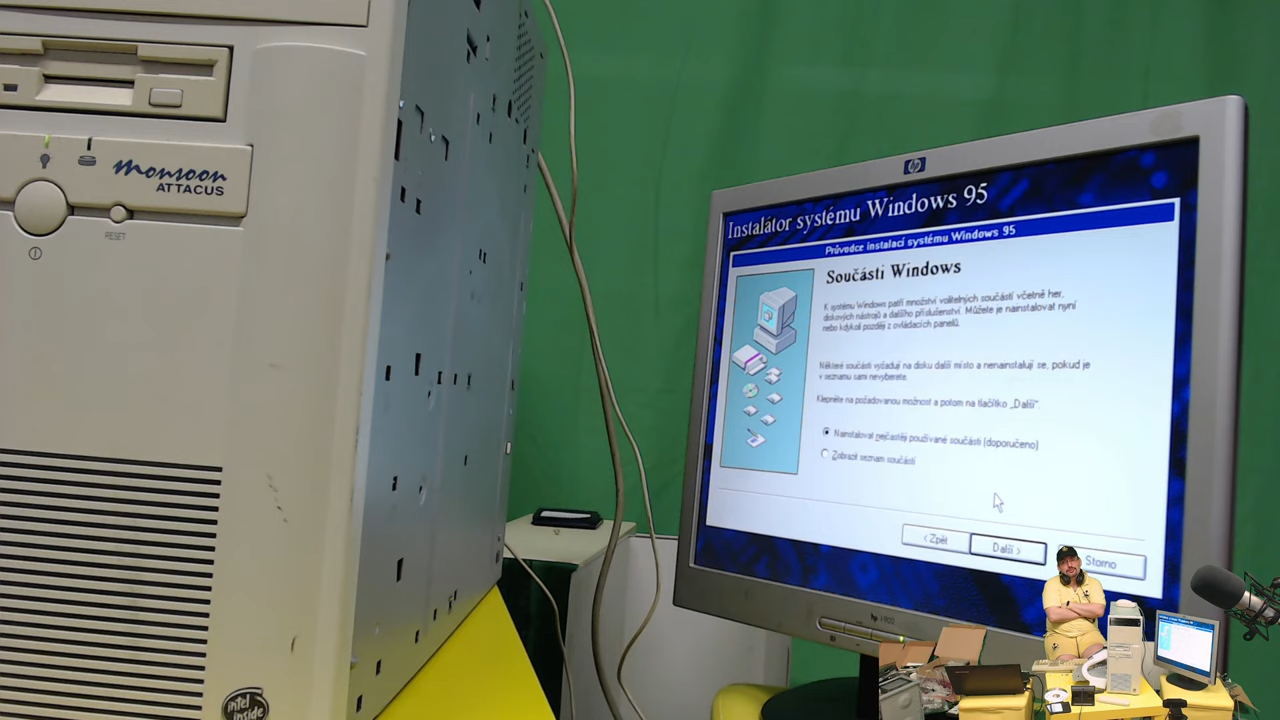 monsoon
ATTACUS
RESET
intel
inside
hp
Instalátor systému Windows 95
Průvodce instalací systému Windows 95
Součásti Windows
K systému Windows patří množství volitelných součástí včetně her,
diskových nástrojů a dalšího příslušenství. Můžete je nainstalovat nyní
nebo kdykoli později z ovládacích panelů.
Některé součásti vyžadují na disku další místo a nenainstalují se, pokud je
v seznamu sami nevyberete.
Klepněte na požadovanou možnost a potom na tlačítko „Další".
Nainstalovat nejčastěji používané součásti (doporučeno)
Zobrazit seznam součástí
< Zpět
Další >
Storno
hp